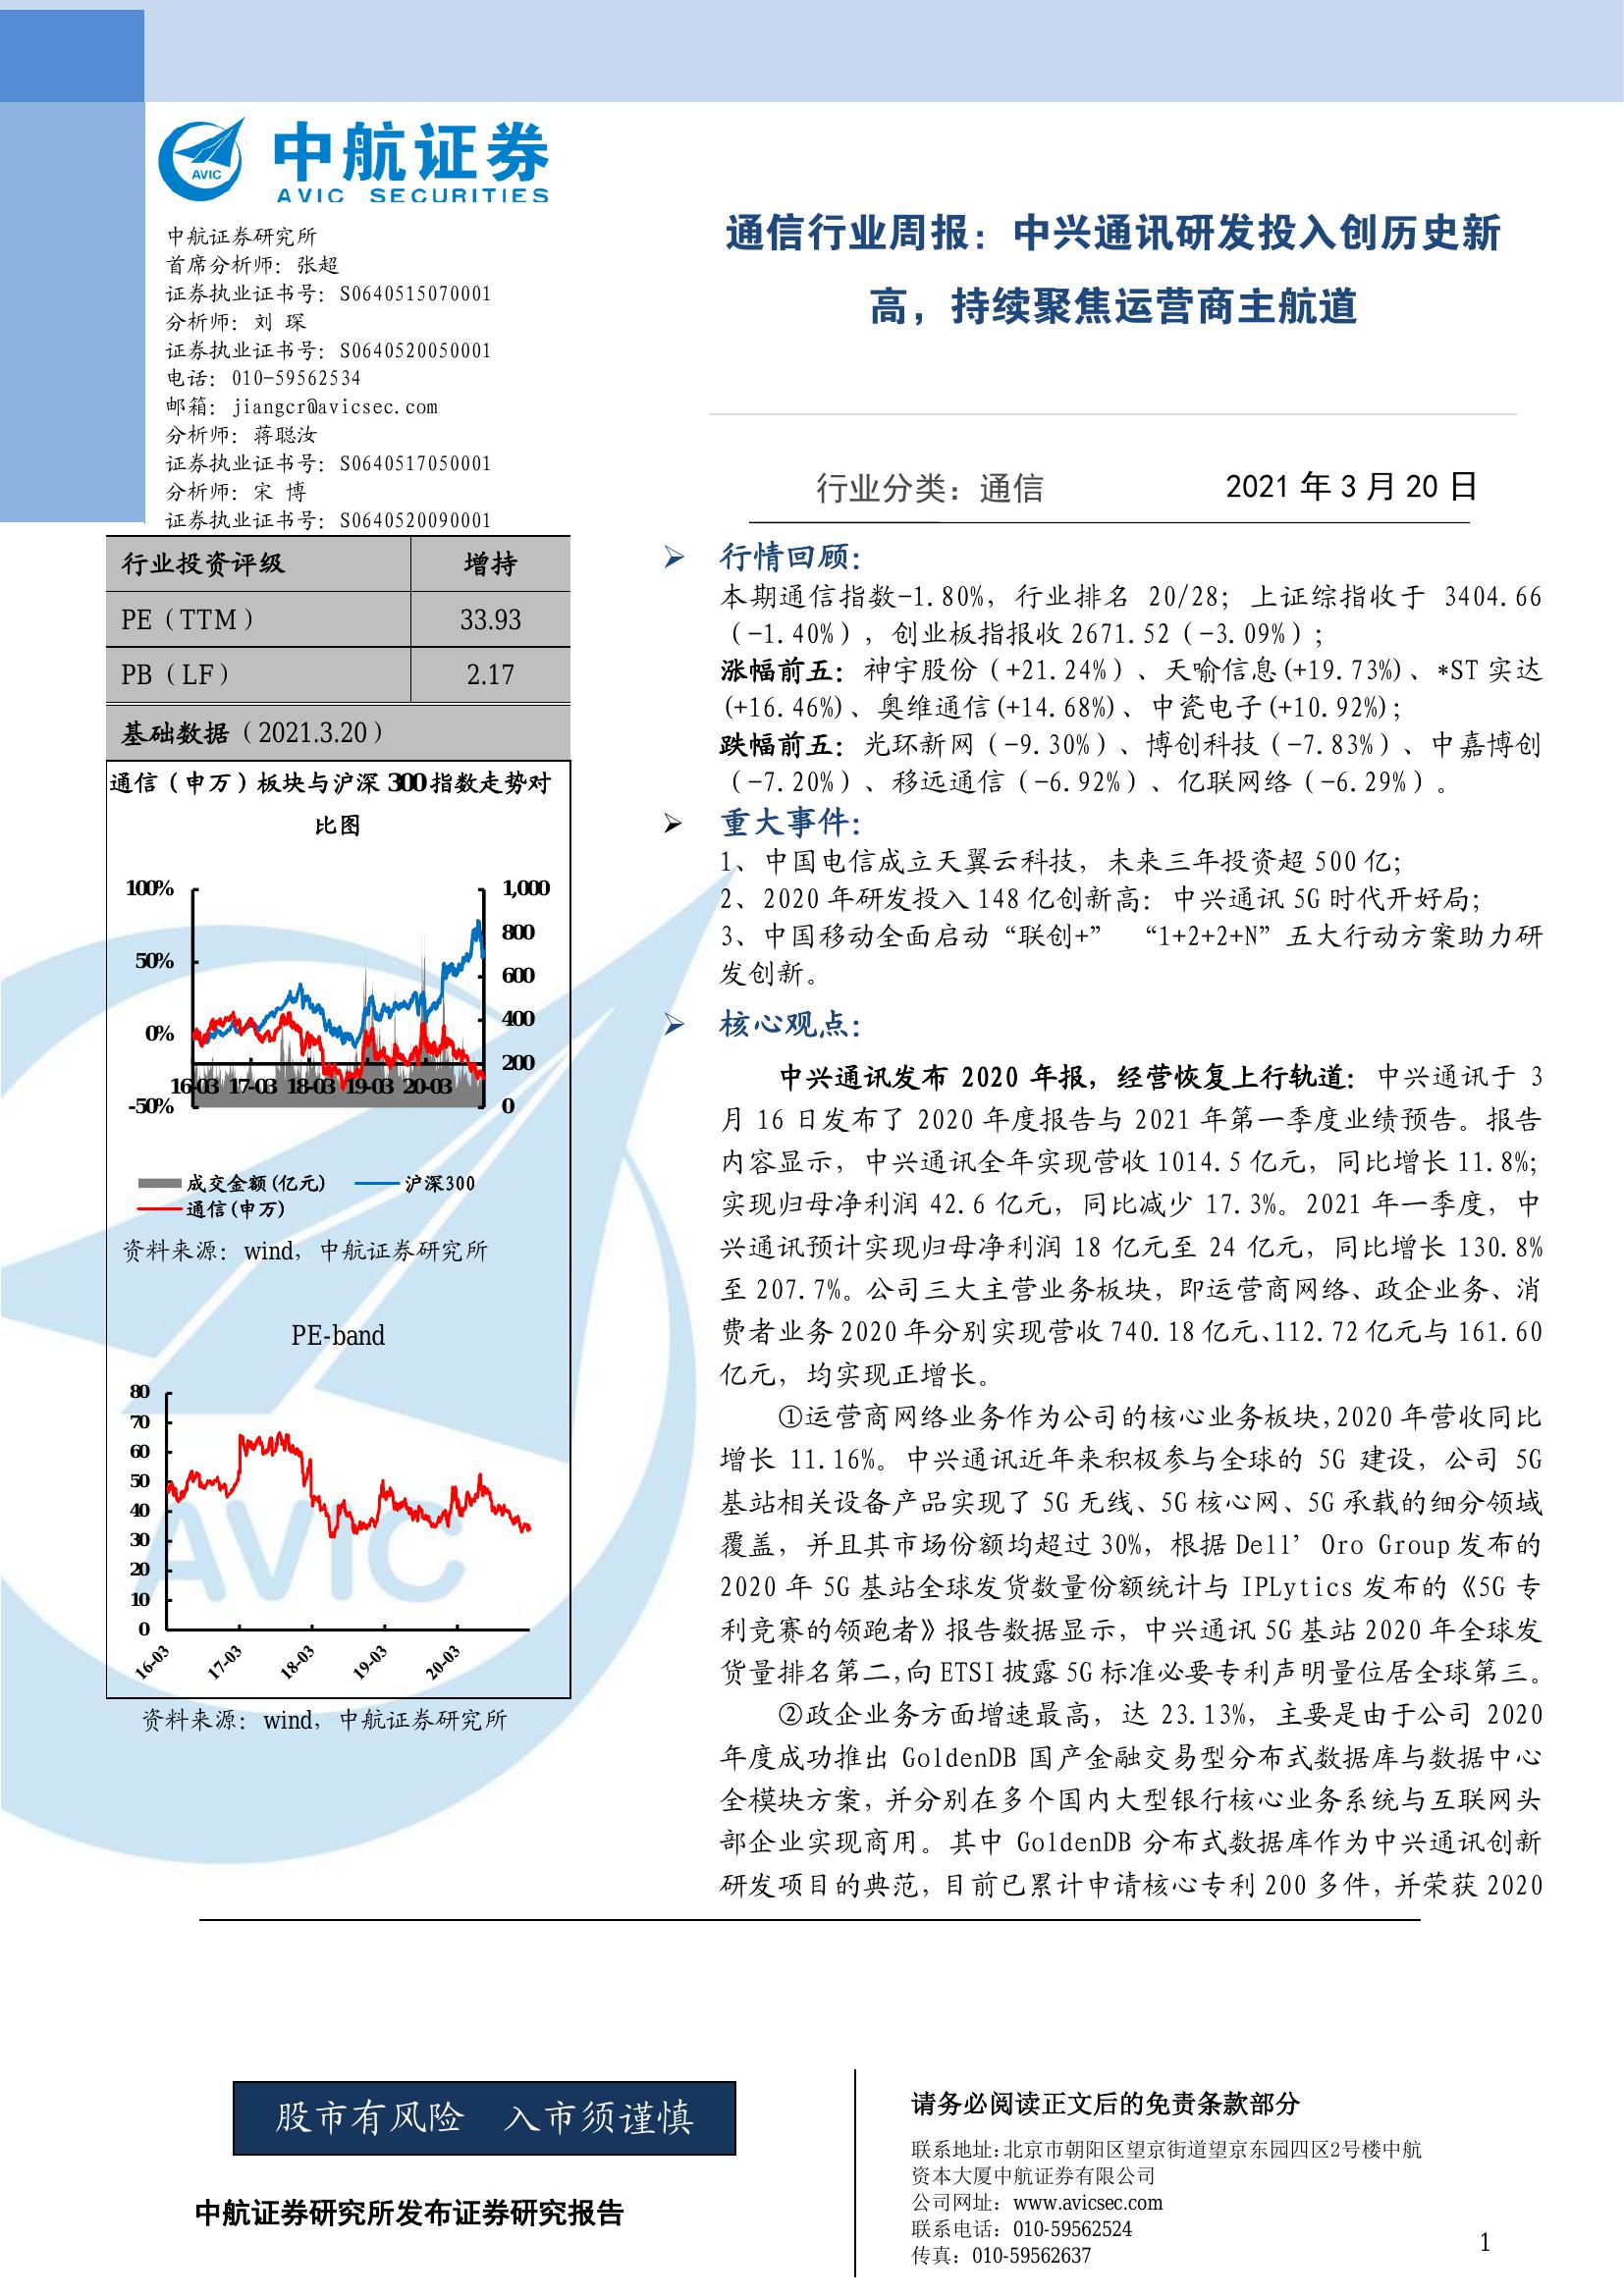 中航证券
AVIC SECURITIES
AVIC
中航证券研究所
首席分析师：张超
证券执业证书号：S0640515070001
分析师：刘 琛
证券执业证书号：S0640520050001
电话：010-59562534
邮箱：jiangcr@avicsec.com
分析师：蒋聪汝
证券执业证书号：S0640517050001
分析师：宋 博
证券执业证书号：S0640520090001
行业投资评级 增持
PE（TTM） 33.93
PB（LF） 2.17
基础数据（2021.3.20）
通信（申万）板块与沪深 300 指数走势对
比图
100%
50%
0%
-50%
1,000
800
600
400
200
0
16-03 17-03 18-03 19-03 20-03
成交金额(亿元) 沪深300
通信(申万)
资料来源：wind，中航证券研究所
PE-band
80
70
60
50
40
30
20
10
0
16-03 17-03 18-03 19-03 20-03
资料来源：wind，中航证券研究所
AVIC
通信行业周报：中兴通讯研发投入创历史新
高，持续聚焦运营商主航道
行业分类：通信 2021 年 3 月 20 日
➢ 行情回顾：
本期通信指数-1.80%，行业排名 20/28；上证综指收于 3404.66
（-1.40%），创业板指报收 2671.52（-3.09%）；
涨幅前五：神宇股份（+21.24%）、天喻信息(+19.73%)、*ST 实达
(+16.46%)、奥维通信(+14.68%)、中瓷电子(+10.92%)；
跌幅前五：光环新网（-9.30%）、博创科技（-7.83%）、中嘉博创
（-7.20%）、移远通信（-6.92%）、亿联网络（-6.29%）。
➢ 重大事件：
1、中国电信成立天翼云科技，未来三年投资超 500 亿；
2、2020 年研发投入 148 亿创新高：中兴通讯 5G 时代开好局；
3、中国移动全面启动“联创+” “1+2+2+N”五大行动方案助力研
发创新。
➢ 核心观点：
中兴通讯发布 2020 年报，经营恢复上行轨道：中兴通讯于 3
月 16 日发布了 2020 年度报告与 2021 年第一季度业绩预告。报告
内容显示，中兴通讯全年实现营收 1014.5 亿元，同比增长 11.8%；
实现归母净利润 42.6 亿元，同比减少 17.3%。2021 年一季度，中
兴通讯预计实现归母净利润 18 亿元至 24 亿元，同比增长 130.8%
至 207.7%。公司三大主营业务板块，即运营商网络、政企业务、消
费者业务 2020 年分别实现营收 740.18 亿元、112.72 亿元与 161.60
亿元，均实现正增长。
①运营商网络业务作为公司的核心业务板块，2020 年营收同比
增长 11.16%。中兴通讯近年来积极参与全球的 5G 建设，公司 5G
基站相关设备产品实现了 5G 无线、5G 核心网、5G 承载的细分领域
覆盖，并且其市场份额均超过 30%，根据 Dell’Oro Group 发布的
2020 年 5G 基站全球发货数量份额统计与 IPLytics 发布的《5G 专
利竞赛的领跑者》报告数据显示，中兴通讯 5G 基站 2020 年全球发
货量排名第二，向 ETSI 披露 5G 标准必要专利声明量位居全球第三。
②政企业务方面增速最高，达 23.13%，主要是由于公司 2020
年度成功推出 GoldenDB 国产金融交易型分布式数据库与数据中心
全模块方案，并分别在多个国内大型银行核心业务系统与互联网头
部企业实现商用。其中 GoldenDB 分布式数据库作为中兴通讯创新
研发项目的典范，目前已累计申请核心专利 200 多件，并荣获 2020
股市有风险 入市须谨慎
中航证券研究所发布证券研究报告
请务必阅读正文后的免责条款部分
联系地址：北京市朝阳区望京街道望京东园四区2号楼中航
资本大厦中航证券有限公司
公司网址：www.avicsec.com
联系电话：010-59562524
传真：010-59562637
1